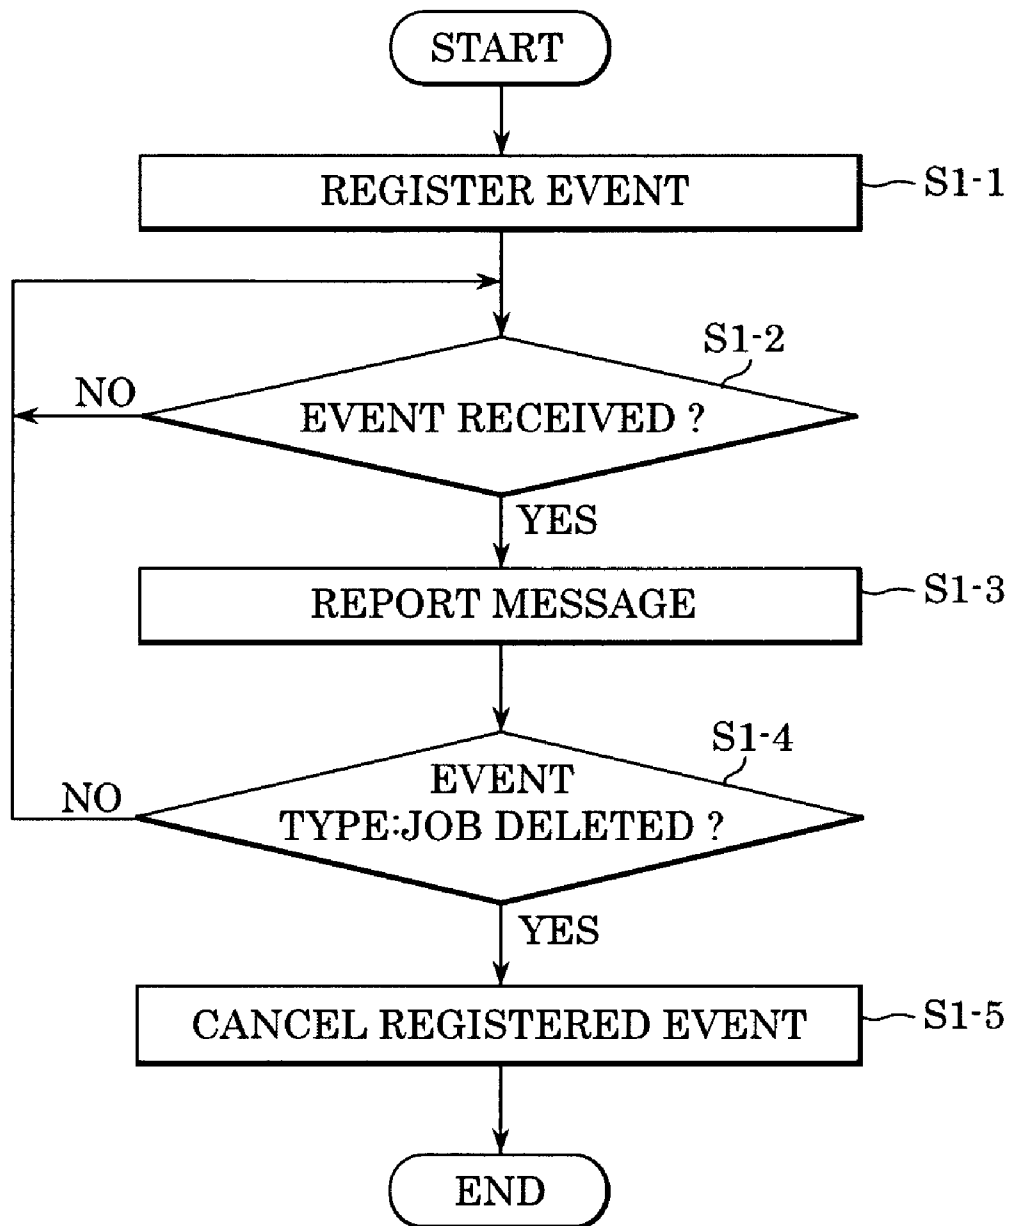 START
REGISTER EVENT
S1-1
S1-2
NO
EVENT RECEIVED ?
YES
REPORT MESSAGE
S1-3
S1-4
EVENT
TYPE:JOB DELETED ?
NO
YES
CANCEL REGISTERED EVENT
S1-5
END